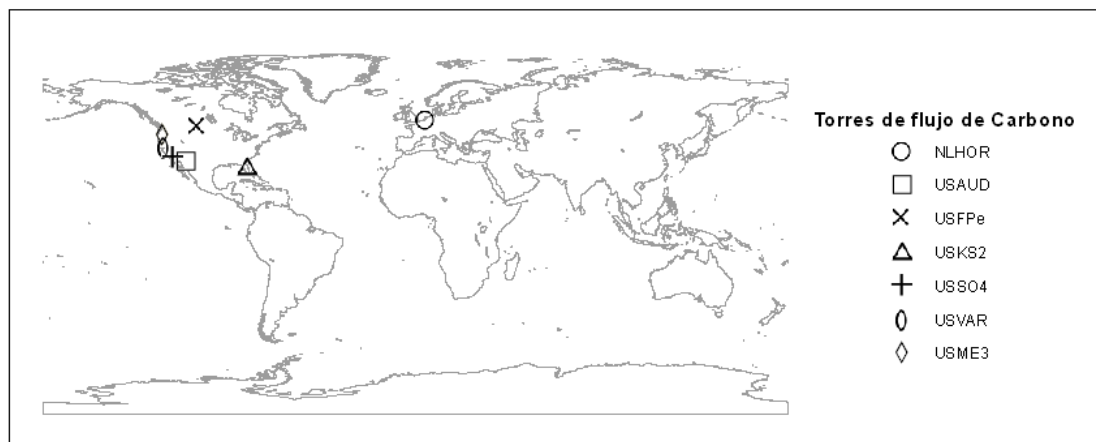 Torres de flujo de Carbono
NLHOR
USAUD
USFPe
USKS2
USSO4
USVAR
USME3